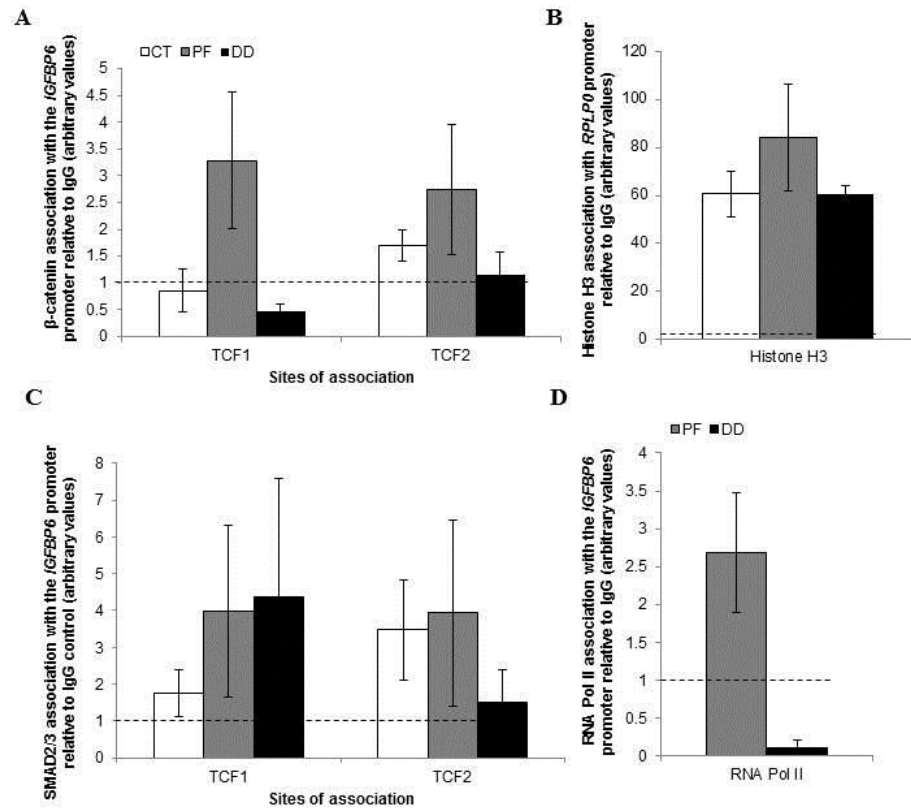 A
CT PF DD
β-catenin association with the IGFBP6
promoter relative to IgG (arbitrary values)
5
4.5
4
3.5
3
2.5
2
1.5
1
0.5
0
TCF1 TCF2
Sites of association
B
Histone H3 association with RPLP0 promoter
relative to IgG (arbitrary values)
120
100
80
60
40
20
0
Histone H3
C
SMAD2/3 association with the IGFBP6 promoter
relative to IgG control (arbitrary values)
8
7
6
5
4
3
2
1
0
TCF1 TCF2
Sites of association
D
PF DD
RNA Pol II association with the IGFBP6
promoter relative to IgG (arbitrary values)
4
3.5
3
2.5
2
1.5
1
0.5
0
RNA Pol II